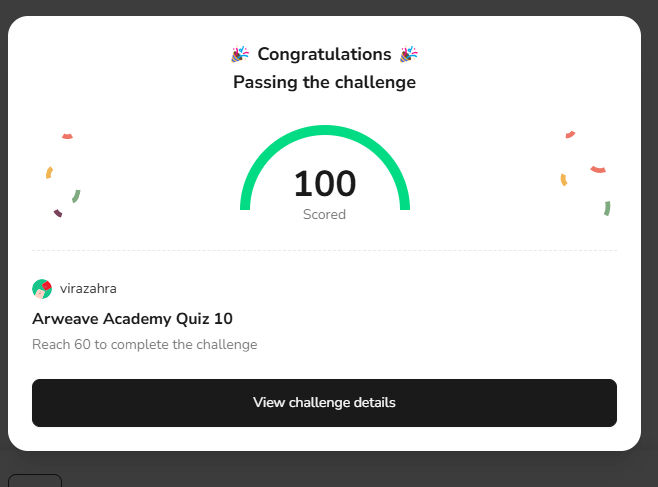 🎉 Congratulations 🎉
Passing the challenge
100
Scored
virazahra
Arweave Academy Quiz 10
Reach 60 to complete the challenge
View challenge details